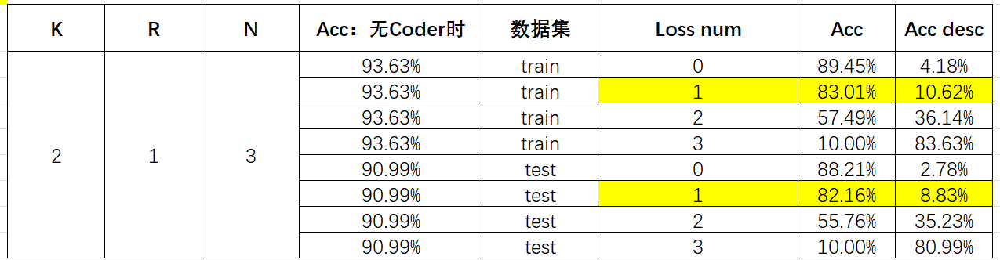 K R N Acc：无Coder时 数据集 Loss num Acc Acc desc
93.63% train 0 89.45% 4.18%
93.63% train 1 83.01% 10.62%
93.63% train 2 57.49% 36.14%
93.63% train 3 10.00% 83.63%
2 1 3
90.99% test 0 88.21% 2.78%
90.99% test 1 82.16% 8.83%
90.99% test 2 55.76% 35.23%
90.99% test 3 10.00% 80.99%